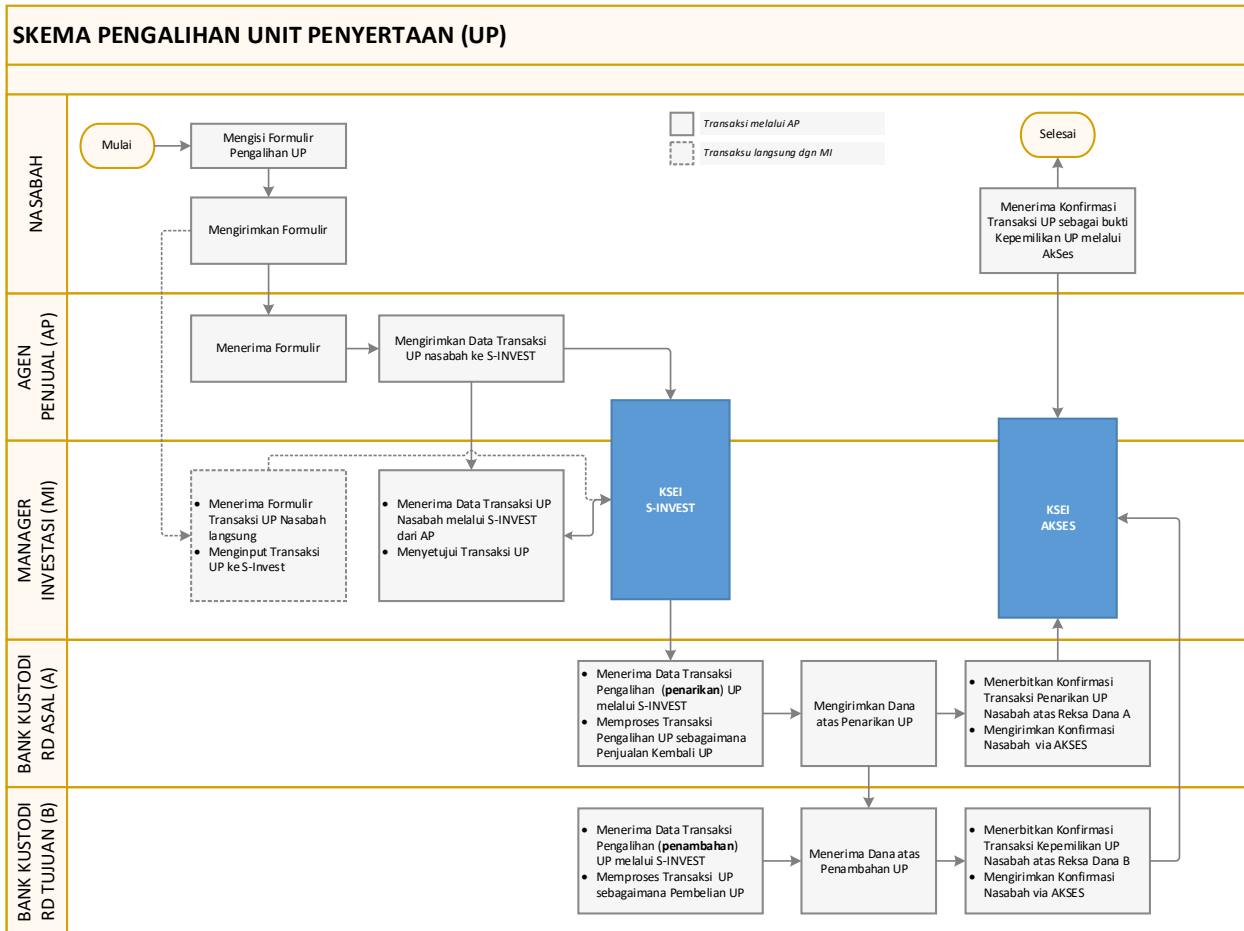 SKEMA PENGALIHAN UNIT PENYERTAAN (UP)
NASABAH
Mulai
Mengisi Formulir
Pengalihan UP
Mengirimkan Formulir
Transaksi melalui AP
Transaksu langsung dgn MI
Selesai
Menerima Konfirmasi
Transaksi UP sebagai bukti
Kepemilikan UP melalui
AkSes
AGEN
PENJUAL (AP)
Menerima Formulir
Mengirimkan Data Transaksi
UP nasabah ke S-INVEST
MANAGER
INVESTASI (MI)
• Menerima Formulir
Transaksi UP Nasabah
langsung
• Menginput Transaksi
UP ke S-Invest
• Menerima Data Transaksi UP
Nasabah melalui S-INVEST
dari AP
• Menyetujui Transaksi UP
KSEI
S-INVEST
KSEI
AKSES
BANK KUSTODI
RD ASAL (A)
• Menerima Data Transaksi
Pengalihan (penarikan) UP
melalui S-INVEST
• Memproses Transaksi
Pengalihan UP sebagaimana
Penjualan Kembali UP
Mengirimkan Dana
atas Penarikan UP
• Menerbitkan Konfirmasi
Transaksi Penarikan UP
Nasabah atas Reksa Dana A
• Mengirimkan Konfirmasi
Nasabah via AKSES
BANK KUSTODI
RD TUJUAN (B)
• Menerima Data Transaksi
Pengalihan (penambahan)
UP melalui S-INVEST
• Memproses Transaksi UP
sebagaimana Pembelian UP
Menerima Dana atas
Penambahan UP
• Menerbitkan Konfirmasi
Transaksi Kepemilikan UP
Nasabah atas Reksa Dana B
• Mengirimkan Konfirmasi
Nasabah via AKSES